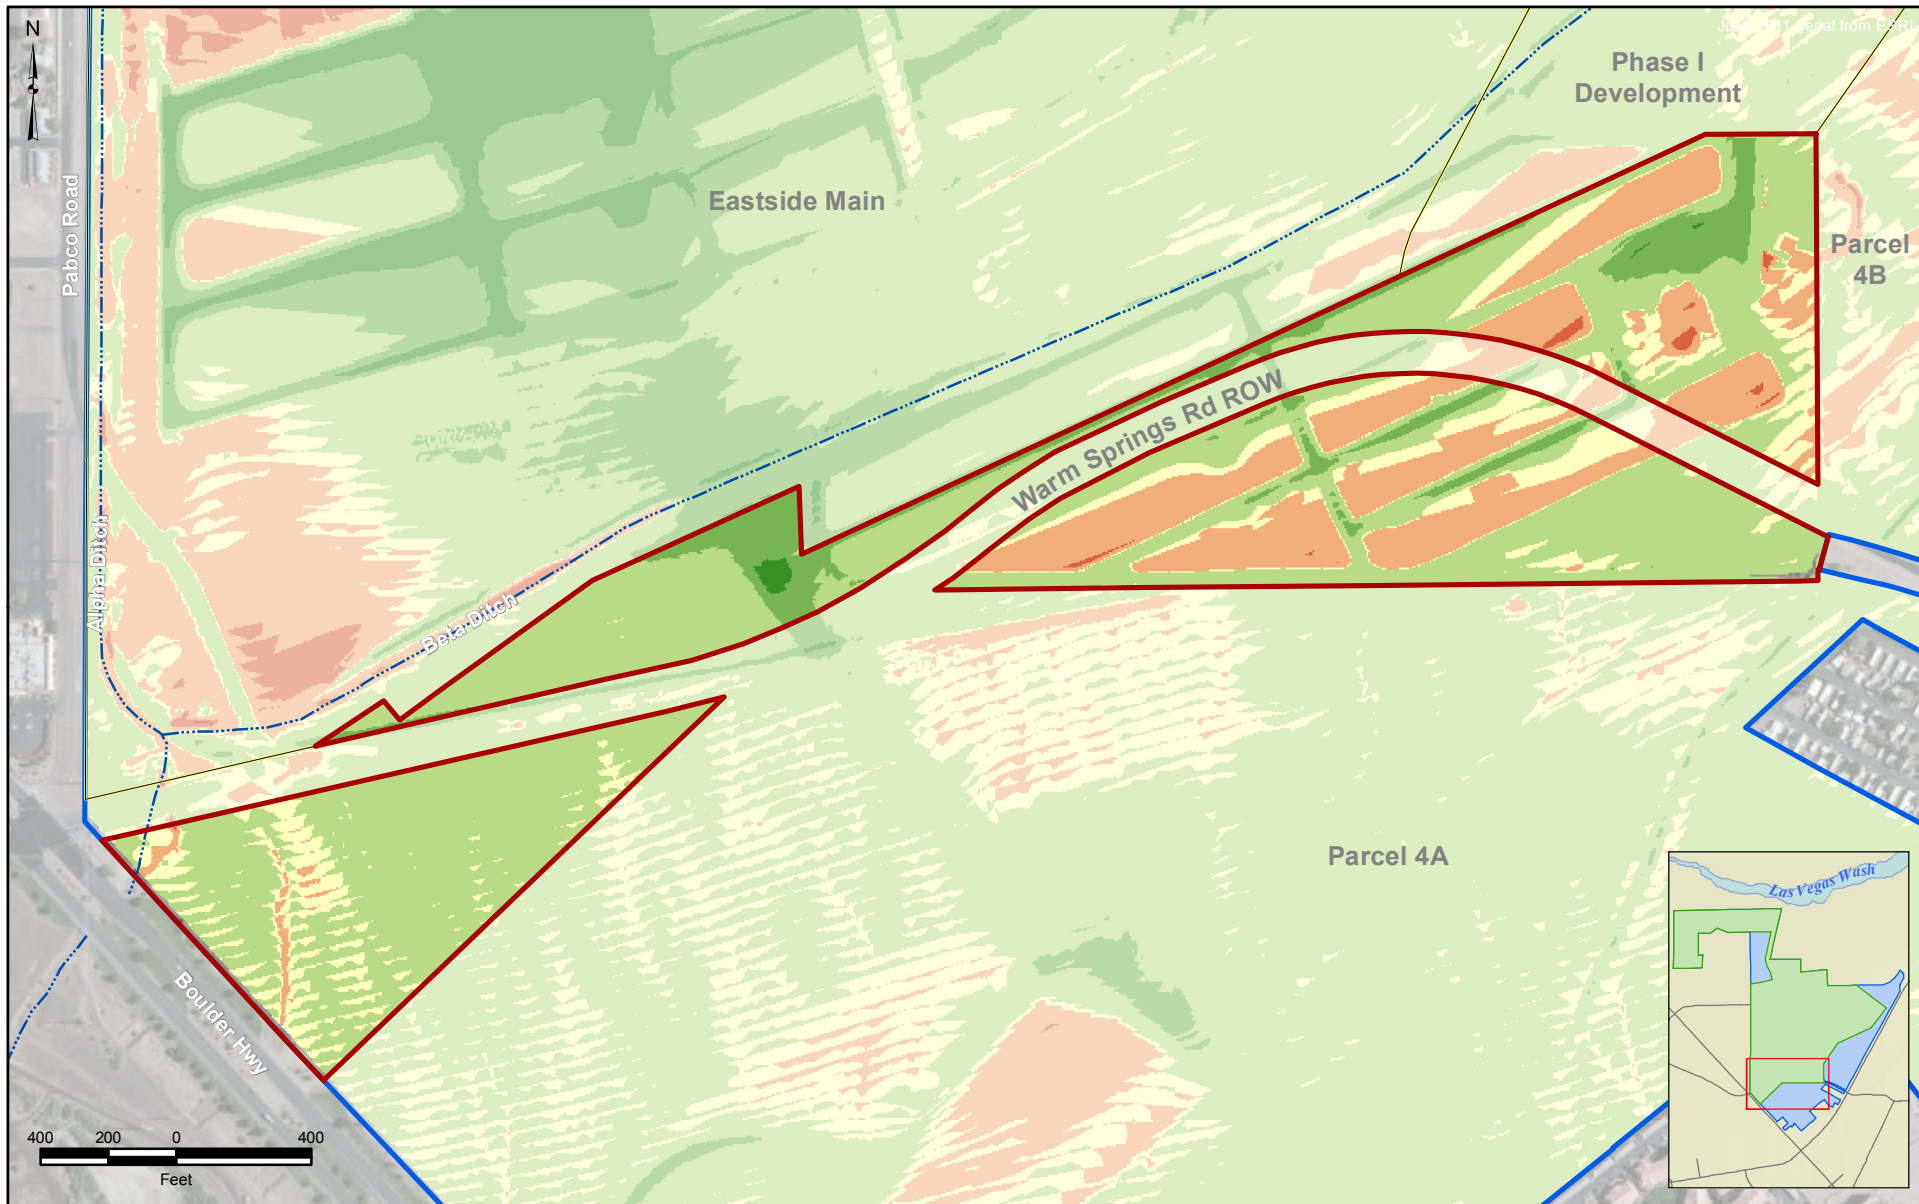 N
Phase I
Development
Eastside Main
Pabco Road
Parcel
4B
Warm Springs Rd ROW
Alpha Ditch
Beta Ditch
Parcel 4A
Las Vegas Wash
Boulder Hwy
400 200 0 400
Feet